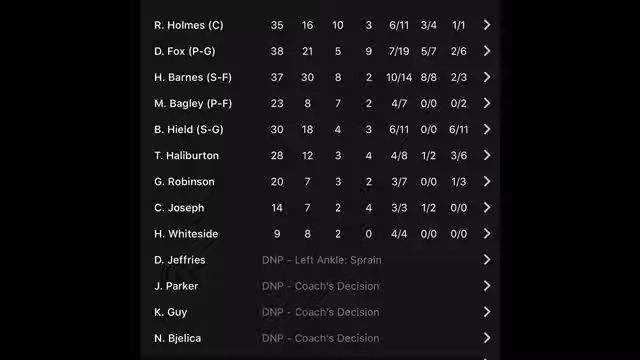 R. Holmes (C) 35 16 10 3 6/11 3/4 1/1
D. Fox (P-G) 38 21 5 9 7/19 5/7 2/6
H. Barnes (S-F) 37 30 8 2 10/14 8/8 2/3
M. Bagley (P-F) 23 8 7 2 4/7 0/0 0/2
B. Hield (S-G) 30 18 4 3 6/11 0/0 6/11
T. Haliburton 28 12 3 4 4/8 1/2 3/6
G. Robinson 20 7 3 2 3/7 0/0 1/3
C. Joseph 14 7 2 4 3/3 1/2 0/0
H. Whiteside 9 8 2 0 4/4 0/0 0/0
D. Jeffries DNP - Left Ankle: Sprain
J. Parker DNP - Coach's Decision
K. Guy DNP - Coach's Decision
N. Bjelica DNP - Coach's Decision